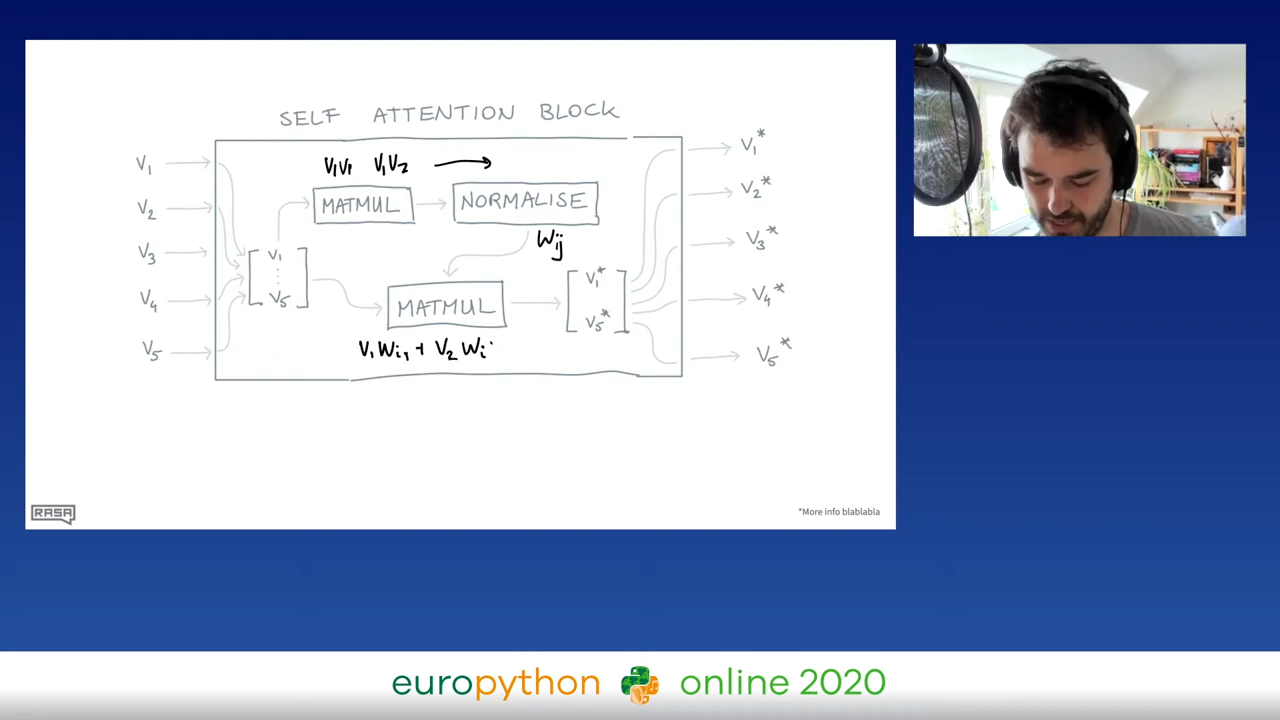 SELF ATTENTION BLOCK
V1
V2
V3
V4
V5
V1V1 V1V2
MATMUL
NORMALISE
Wij
V1
V5
MATMUL
V1Wi1 + V2Wi
V1*
V5*
V1*
V2*
V3*
V4*
V5*
RASA
*More info blablabla
europython online 2020